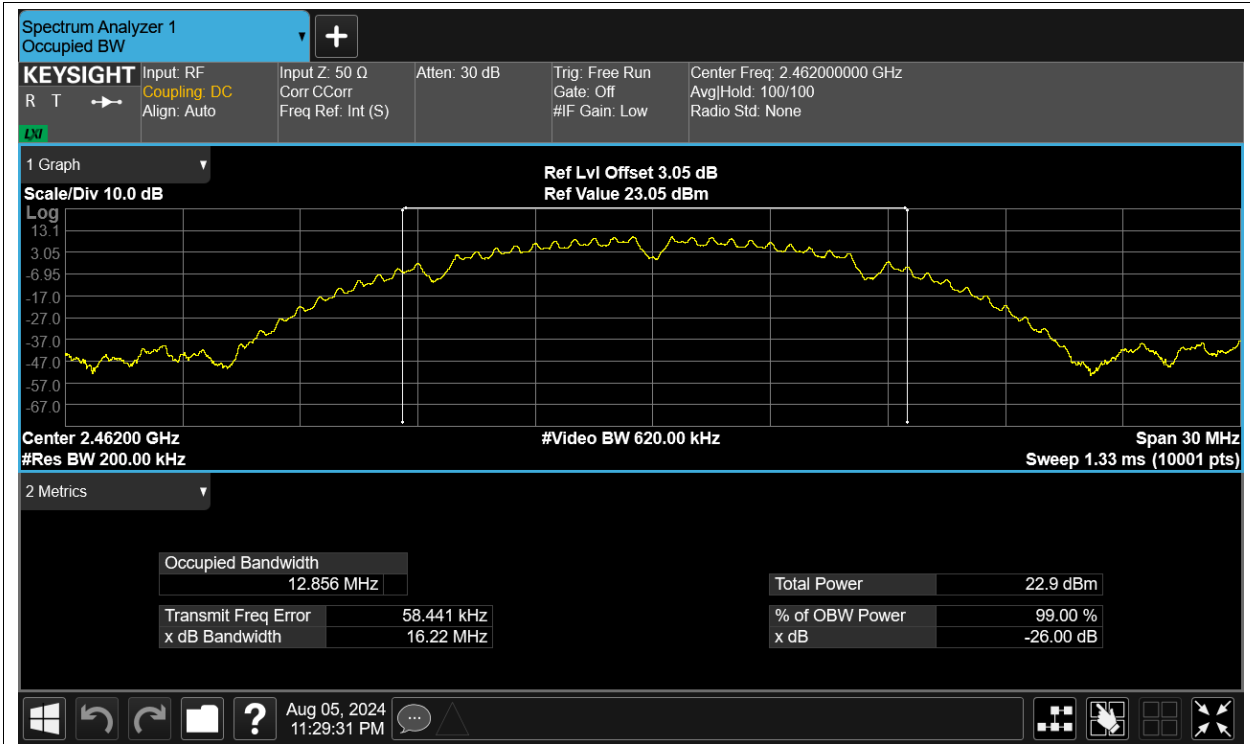 Spectrum Analyzer 1
Occupied BW
KEYSIGHT
R T
LXI
Input: RF
Coupling: DC
Align: Auto
Input Z: 50 Ω
Corr CCorr
Freq Ref: Int (S)
Atten: 30 dB
Trig: Free Run
Gate: Off
#IF Gain: Low
Center Freq: 2.462000000 GHz
Avg|Hold: 100/100
Radio Std: None
1 Graph
Scale/Div 10.0 dB
Ref Lvl Offset 3.05 dB
Ref Value 23.05 dBm
Log
13.1
3.05
-6.95
-17.0
-27.0
-37.0
-47.0
-57.0
-67.0
Center 2.46200 GHz
#Res BW 200.00 kHz
#Video BW 620.00 kHz
Span 30 MHz
Sweep 1.33 ms (10001 pts)
2 Metrics
Occupied Bandwidth
12.856 MHz
Transmit Freq Error 58.441 kHz
x dB Bandwidth 16.22 MHz
Total Power 22.9 dBm
% of OBW Power 99.00 %
x dB -26.00 dB
?
Aug 05, 2024
11:29:31 PM